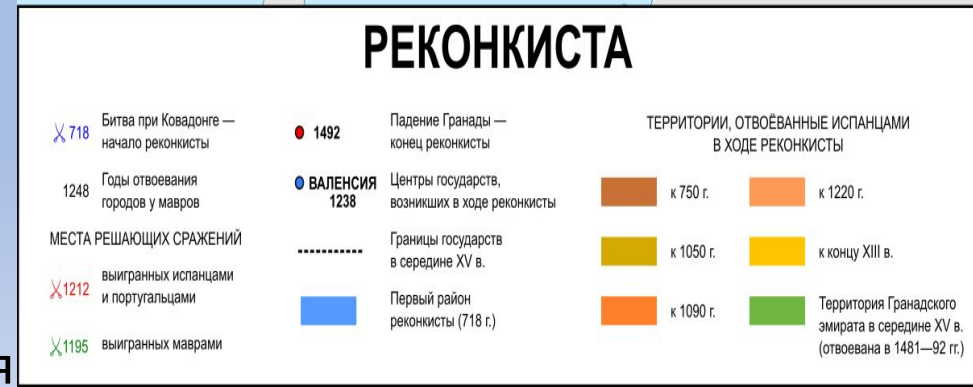 РЕКОНКИСТА
718 Битва при Ковадонге —
начало реконкисты
1248 Годы отвоевания
городов у мавров
МЕСТА РЕШАЮЩИХ СРАЖЕНИЙ
1212 выигранных испанцами
и португальцами
1195 выигранных маврами
1492 Падение Гранады —
конец реконкисты
ВАЛЕНСИЯ
1238
Центры государств,
возникших в ходе реконкисты
Границы государств
в середине XV в.
Первый район
реконкисты (718 г.)
ТЕРРИТОРИИ, ОТВОЁВАННЫЕ ИСПАНЦАМИ
В ХОДЕ РЕКОНКИСТЫ
к 750 г.
к 1050 г.
к 1090 г.
к 1220 г.
к концу XIII в.
Территория Гранадского
эмирата в середине XV в.
(отвоевана в 1481—92 гг.)
Я